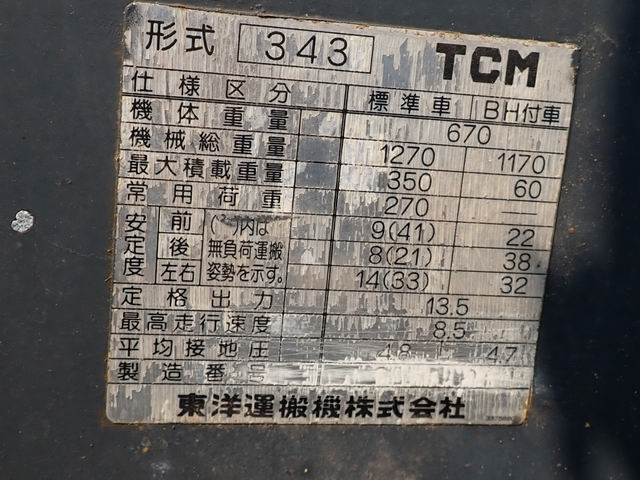 形式 343 TCM
仕様区分 標準車 BH付車
機体重量 670
機械総重量 1270 1170
最大積載重量 350 60
常用荷重 270 —
安定度 前 ( )内は 9(41) 22
後 無負荷運搬 8(21) 38
左右 姿勢を示す。 14(33) 32
定格出力 13.5
最高走行速度 8.5
平均接地圧 4.8 4.7
製造番号
東洋運搬機株式会社